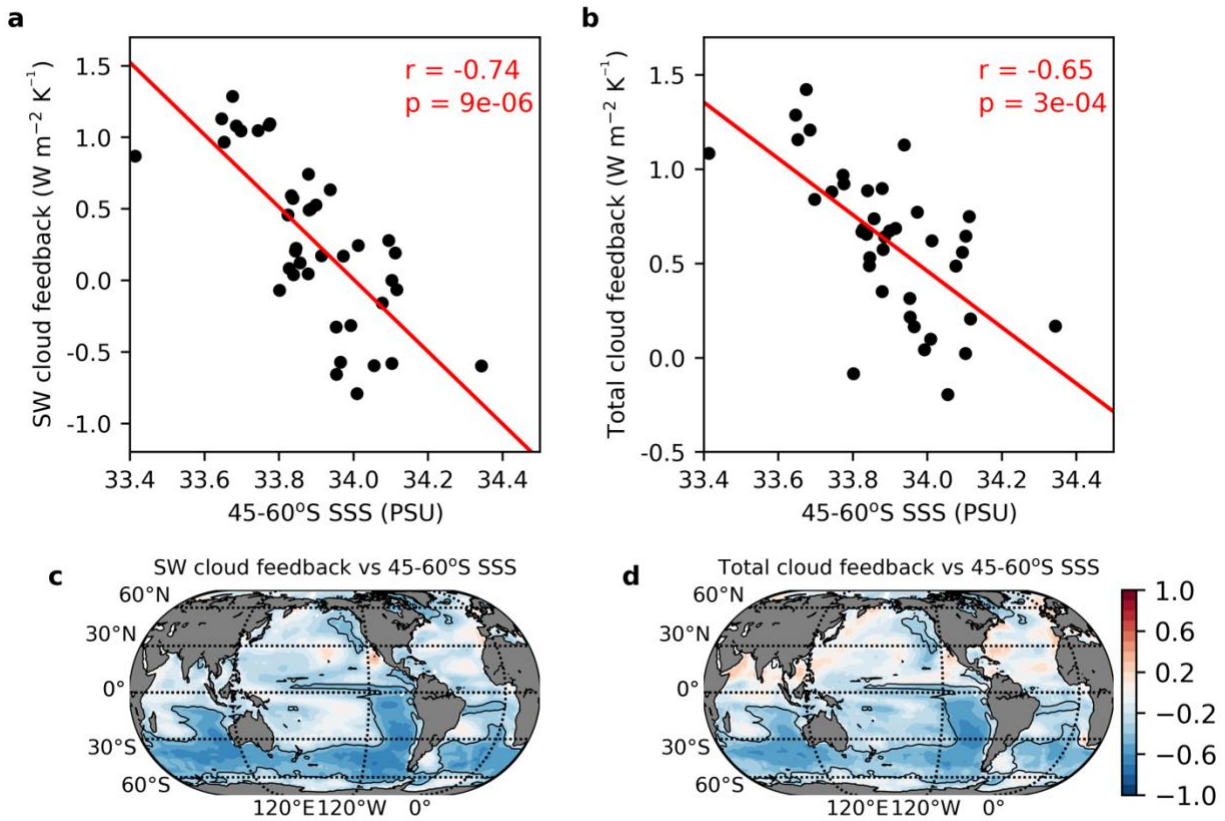 a
SW cloud feedback (W m⁻² K⁻¹)
1.5
1.0
0.5
0.0
-0.5
-1.0
r = -0.74
p = 9e-06
33.4 33.6 33.8 34.0 34.2 34.4
45-60°S SSS (PSU)
b
Total cloud feedback (W m⁻² K⁻¹)
1.5
1.0
0.5
0.0
-0.5
r = -0.65
p = 3e-04
33.4 33.6 33.8 34.0 34.2 34.4
45-60°S SSS (PSU)
c
SW cloud feedback vs 45-60°S SSS
60°N
30°N
0°
30°S
60°S
120°E 120°W 0°
d
Total cloud feedback vs 45-60°S SSS
60°N
30°N
0°
30°S
60°S
120°E 120°W 0°
1.0
0.6
0.2
−0.2
−0.6
−1.0